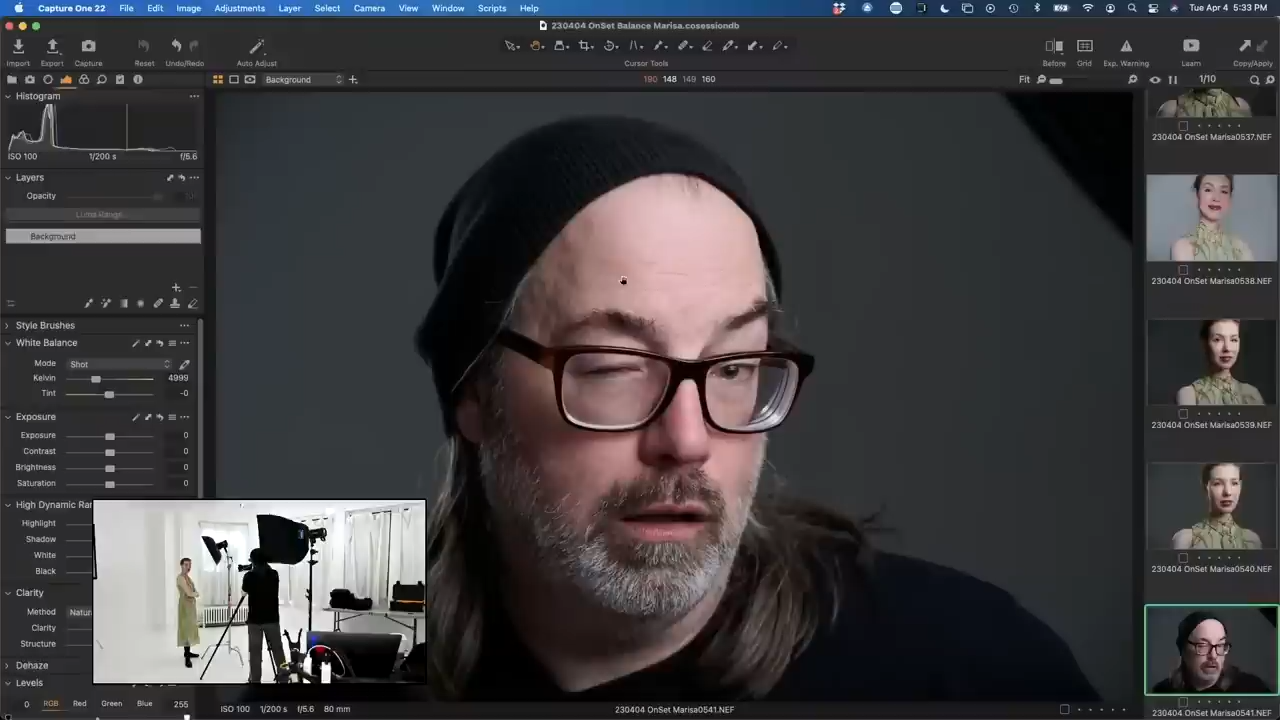 Capture One 22 File Edit Image Adjustments Layer Select Camera View Window Scripts Help Tue Apr 4 5:33 PM
230404 OnSet Balance Marisa.cosessiondb
Import Export Capture Reset Undo/Redo Auto Adjust Cursor Tools Before Grid Exp. Warning Learn Copy/Apply
Background 190 148 149 160 Fit 1/10
Histogram
ISO 100 1/200 s f/5.6
Layers
Opacity
Luma Range...
Background
Style Brushes
White Balance
Mode Shot
Kelvin 4999
Tint -0
Exposure
Exposure 0
Contrast 0
Brightness 0
Saturation 0
High Dynamic Ran
Highlight
Shadow
White
Black
Clarity
Method Natur
Clarity
Structure
Dehaze
Levels
0 RGB Red Green Blue 255
ISO 100 1/200 s f/5.6 80 mm 230404 OnSet Marisa0541.NEF
230404 OnSet Marisa0537.NEF
230404 OnSet Marisa0538.NEF
230404 OnSet Marisa0539.NEF
230404 OnSet Marisa0540.NEF
230404 OnSet Marisa0541.NEF